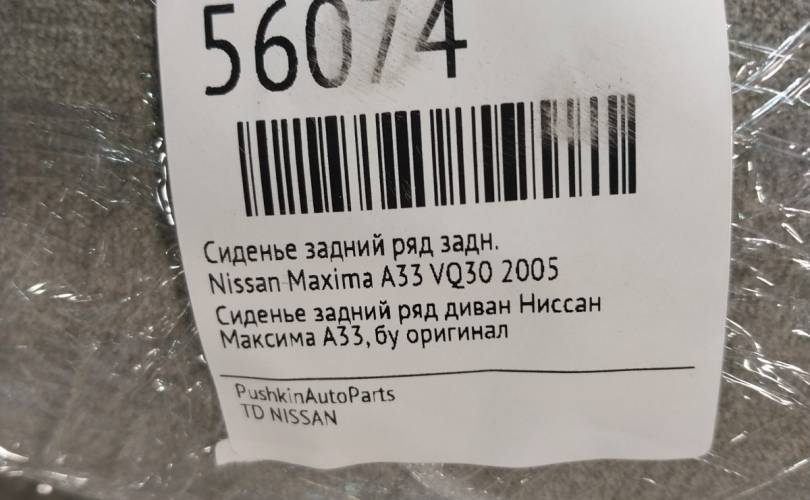 56074
Сиденье задний ряд задн.
Nissan Maxima A33 VQ30 2005
Сиденье задний ряд диван Ниссан
Максима А33, бу оригинал
PushkinAutoParts
TD NISSAN